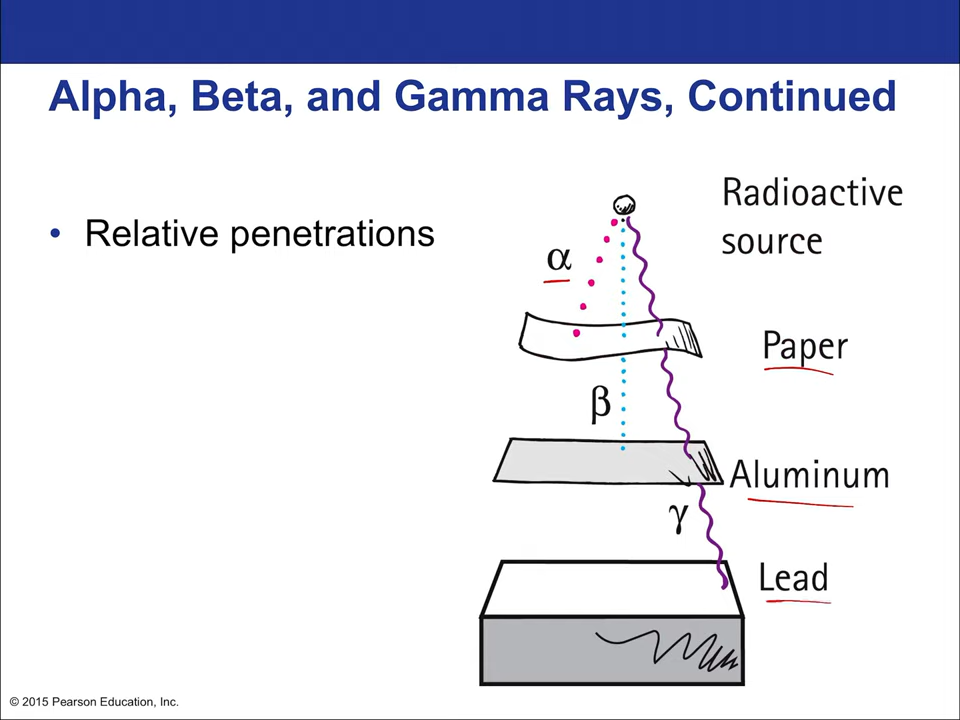 Alpha, Beta, and Gamma Rays, Continued
• Relative penetrations
Radioactive
source
α
Paper
β
Aluminum
γ
Lead
© 2015 Pearson Education, Inc.